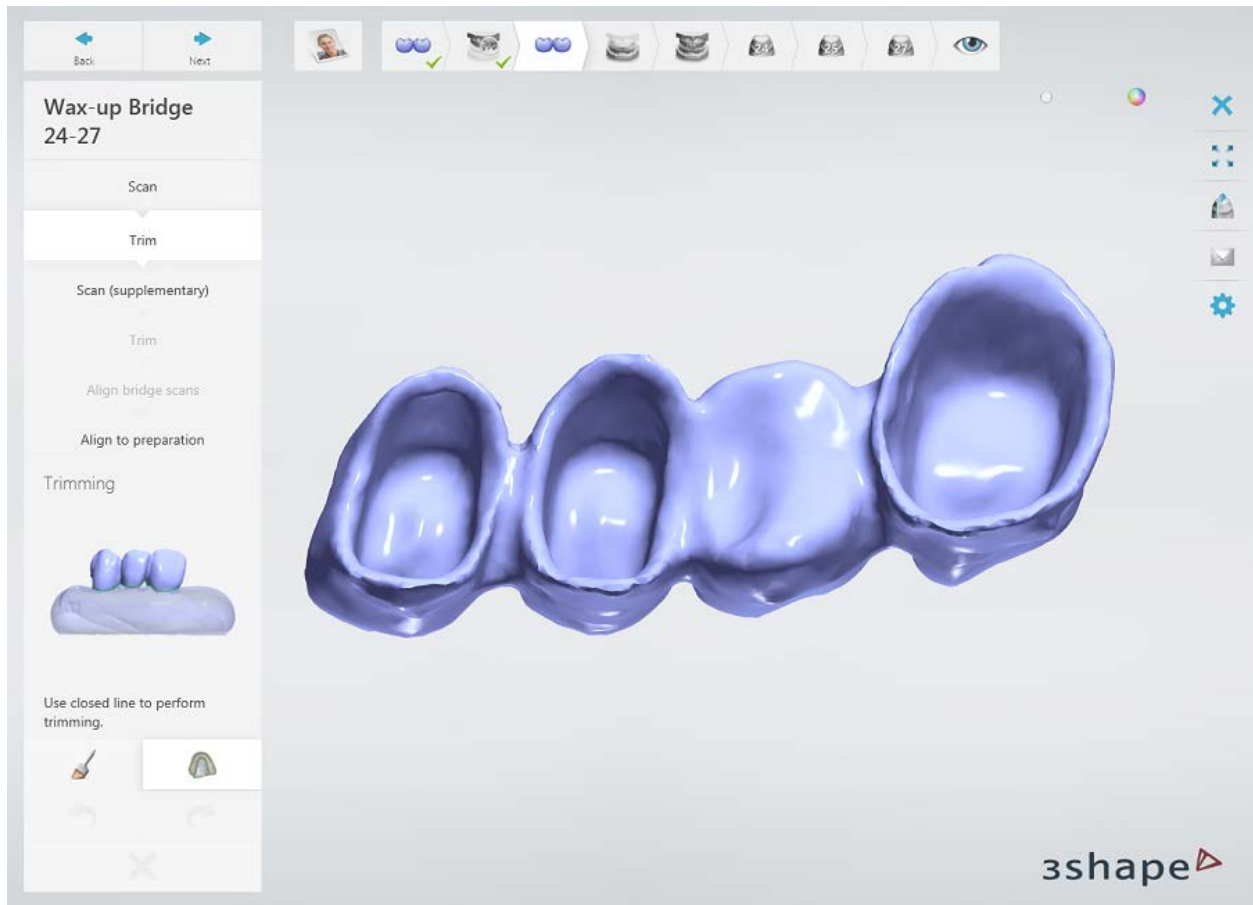 Back
Next
24
25
27
Wax-up Bridge
24-27
Scan
Trim
Scan (supplementary)
Trim
Align bridge scans
Align to preparation
Trimming
Use closed line to perform
trimming.
3shape